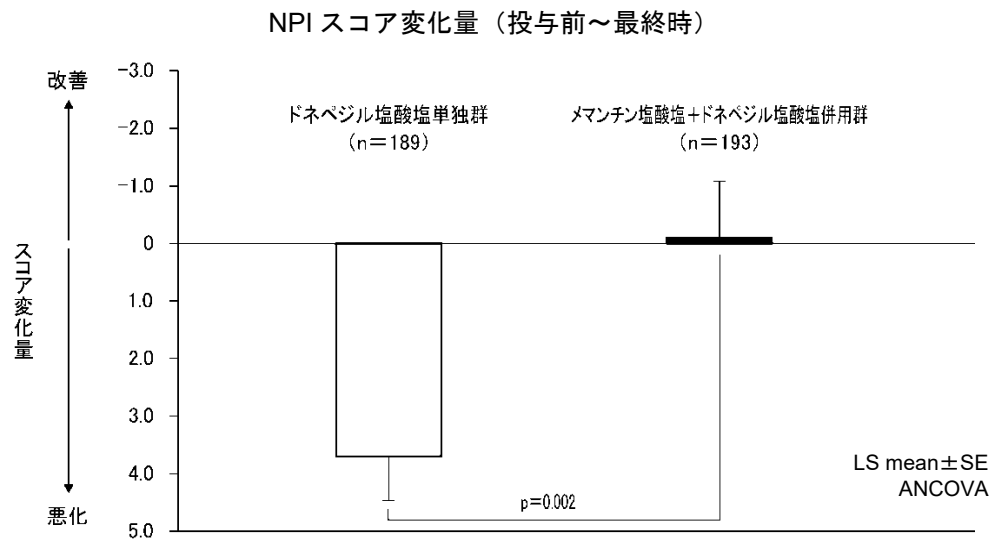 NPI スコア変化量（投与前～最終時）
改善
スコア変化量
悪化
-3.0
-2.0
-1.0
0
1.0
2.0
3.0
4.0
5.0
ドネペジル塩酸塩単独群
（n＝189）
メマンチン塩酸塩＋ドネペジル塩酸塩併用群
（n＝193）
p=0.002
LS mean±SE
ANCOVA